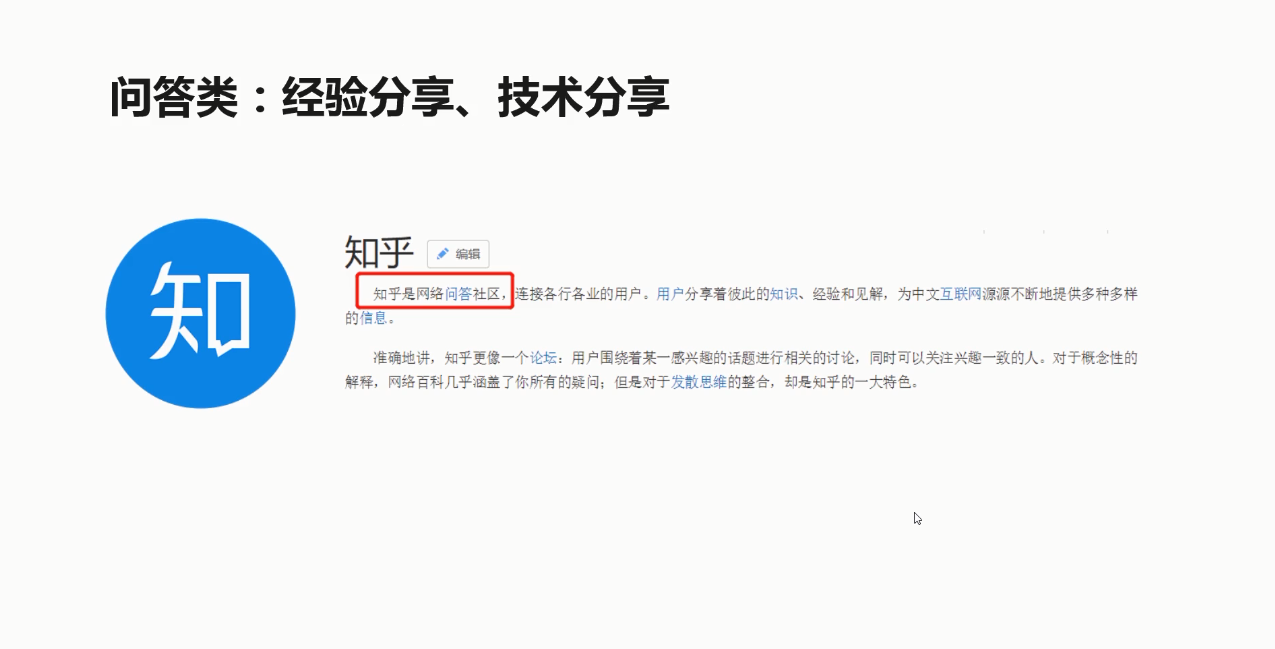 问答类：经验分享、技术分享
知
知乎 编辑
知乎是网络问答社区，连接各行各业的用户。用户分享着彼此的知识、经验和见解，为中文互联网源源不断地提供多种多样
的信息。
准确地讲，知乎更像一个论坛：用户围绕着某一感兴趣的话题进行相关的讨论，同时可以关注兴趣一致的人。对于概念性的
解释，网络百科几乎涵盖了你所有的疑问；但是对于发散思维的整合，却是知乎的一大特色。